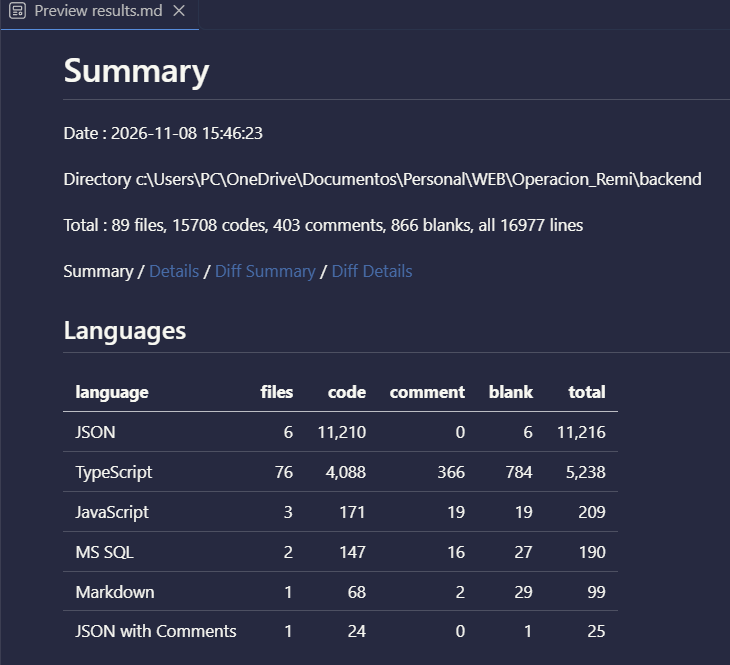 Preview results.md
Summary
Date : 2026-11-08 15:46:23
Directory c:\Users\PC\OneDrive\Documentos\Personal\WEB\Operacion_Remi\backend
Total : 89 files, 15708 codes, 403 comments, 866 blanks, all 16977 lines
Summary / Details / Diff Summary / Diff Details
Languages
language files code comment blank total
JSON 6 11,210 0 6 11,216
TypeScript 76 4,088 366 784 5,238
JavaScript 3 171 19 19 209
MS SQL 2 147 16 27 190
Markdown 1 68 2 29 99
JSON with Comments 1 24 0 1 25